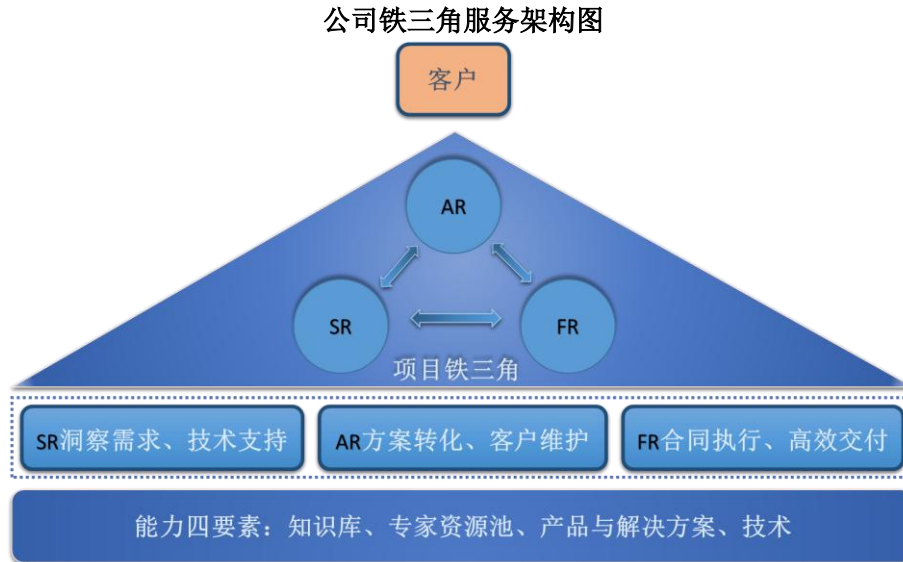 公司铁三角服务架构图
客户
AR
SR
FR
项目铁三角
SR洞察需求、技术支持
AR方案转化、客户维护
FR合同执行、高效交付
能力四要素：知识库、专家资源池、产品与解决方案、技术